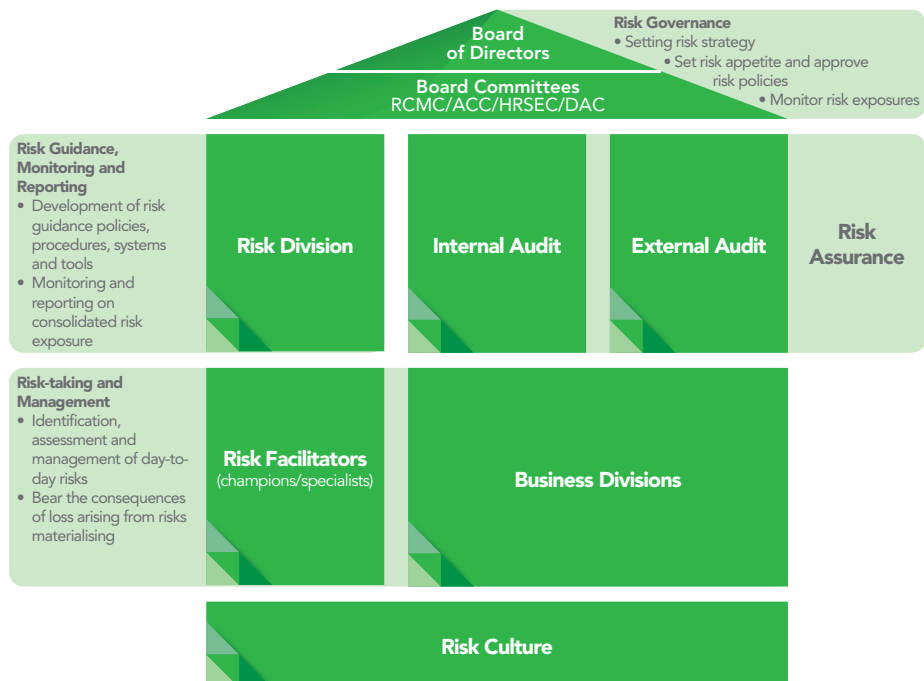 Board
of Directors
Board Committees
RCMC/ACC/HRSEC/DAC
Risk Governance
• Setting risk strategy
• Set risk appetite and approve
risk policies
• Monitor risk exposures
Risk Guidance,
Monitoring and
Reporting
• Development of risk
guidance policies,
procedures, systems
and tools
• Monitoring and
reporting on
consolidated risk
exposure
Risk Division
Internal Audit
External Audit
Risk
Assurance
Risk-taking and
Management
• Identification,
assessment and
management of day-to-
day risks
• Bear the consequences
of loss arising from risks
materialising
Risk Facilitators
(champions/specialists)
Business Divisions
Risk Culture